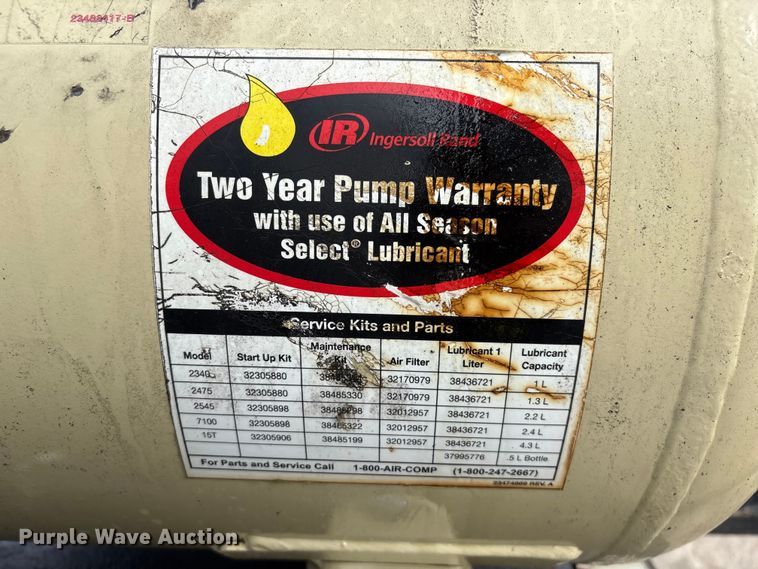 IR Ingersoll Rand
Two Year Pump Warranty
with use of All Season
Select® Lubricant
Service Kits and Parts
Model Start Up Kit Maintenance Kit Air Filter Lubricant 1 Liter Lubricant Capacity
2340 32305880 32170979 38436721 1 L
2475 32305880 38485330 32170979 38436721 1.3 L
2545 32305898 32012957 38436721 2.2 L
7100 32305898 38485322 32012957 38436721 2.4 L
15T 32305906 38485199 32012957 38436721 4.3 L
37995776 .5 L Bottle
For Parts and Service Call 1-800-AIR-COMP (1-800-247-2667)
REV. A
Purple Wave Auction